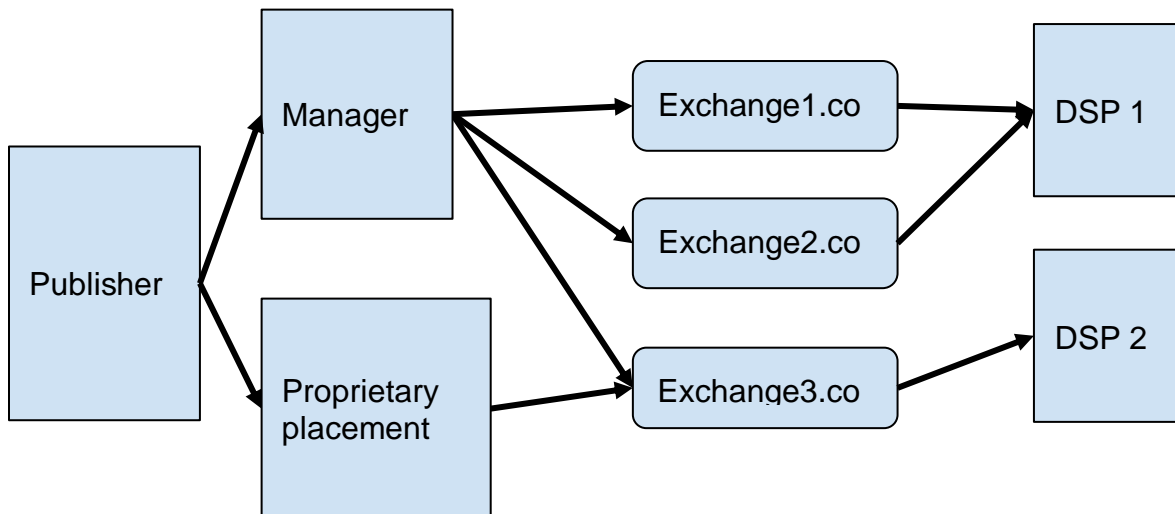 Publisher
Manager
Proprietary
placement
Exchange1.co
Exchange2.co
Exchange3.co
DSP 1
DSP 2